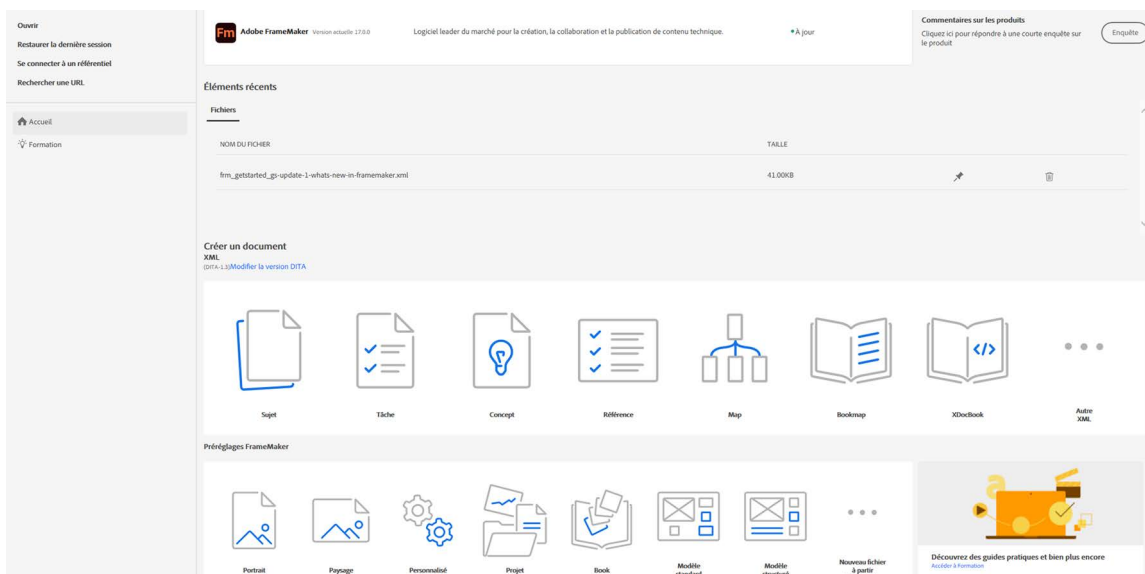 Ouvrir
Restaurer la dernière session
Se connecter à un référentiel
Rechercher une URL
Accueil
Formation
Fm Adobe FrameMaker Version actuelle 17.0.0 Logiciel leader du marché pour la création, la collaboration et la publication de contenu technique. À jour
Commentaires sur les produits
Cliquez ici pour répondre à une courte enquête sur
le produit
Enquête
Éléments récents
Fichiers
NOM DU FICHIER TAILLE
frm_getstarted_gs-update-1-whats-new-in-framemaker.xml 41.00KB
Créer un document
XML
(DITA-1.3)Modifier la version DITA
Sujet Tâche Concept Référence Map Bookmap XDocBook Autre
XML
Préréglages FrameMaker
Portrait Paysage Personnalisé Projet Book Modèle
standard Modèle
structuré Nouveau fichier
à partir
Découvrez des guides pratiques et bien plus encore
Accéder à Formation